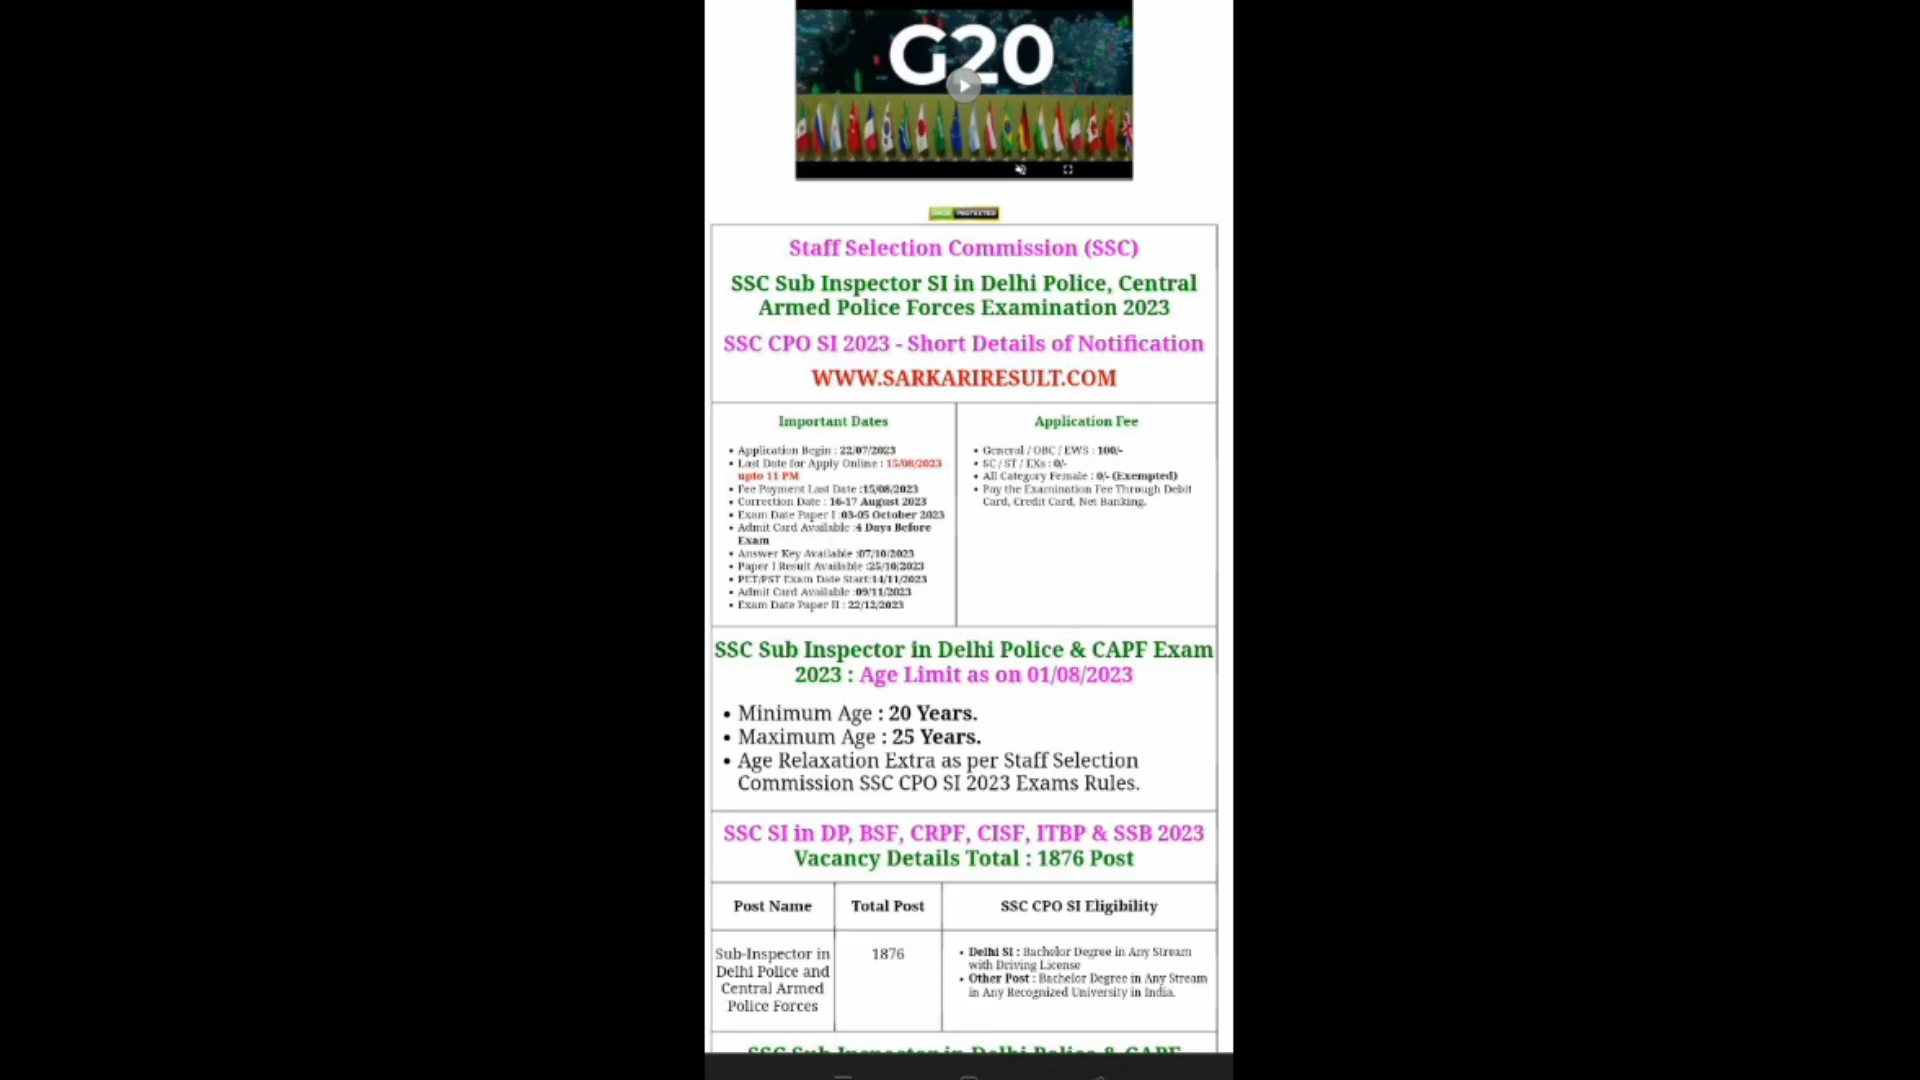 G20
PROTECTED
Staff Selection Commission (SSC)
SSC Sub Inspector SI in Delhi Police, Central
Armed Police Forces Examination 2023
SSC CPO SI 2023 - Short Details of Notification
WWW.SARKARIRESULT.COM
Important Dates
• Application Begin : 22/07/2023
• Last Date for Apply Online : 15/08/2023
upto 11 PM
• Fee Payment Last Date :15/08/2023
• Correction Date : 16-17 August 2023
• Exam Date Paper I :03-05 October 2023
• Admit Card Available :4 Days Before
Exam
• Answer Key Available :07/10/2023
• Paper I Result Available :25/10/2023
• PET/PST Exam Date Start:14/11/2023
• Admit Card Available :09/11/2023
• Exam Date Paper II : 22/12/2023
Application Fee
• General / OBC / EWS : 100/-
• SC / ST / EXs : 0/-
• All Category Female : 0/- (Exempted)
• Pay the Examination Fee Through Debit
Card, Credit Card, Net Banking.
SSC Sub Inspector in Delhi Police & CAPF Exam
2023 : Age Limit as on 01/08/2023
• Minimum Age : 20 Years.
• Maximum Age : 25 Years.
• Age Relaxation Extra as per Staff Selection
Commission SSC CPO SI 2023 Exams Rules.
SSC SI in DP, BSF, CRPF, CISF, ITBP & SSB 2023
Vacancy Details Total : 1876 Post
Post Name
Total Post
SSC CPO SI Eligibility
Sub-Inspector in
Delhi Police and
Central Armed
Police Forces
1876
• Delhi SI : Bachelor Degree in Any Stream
with Driving License
• Other Post : Bachelor Degree in Any Stream
in Any Recognized University in India.
SSC Sub Inspector in Delhi Police & CAPF